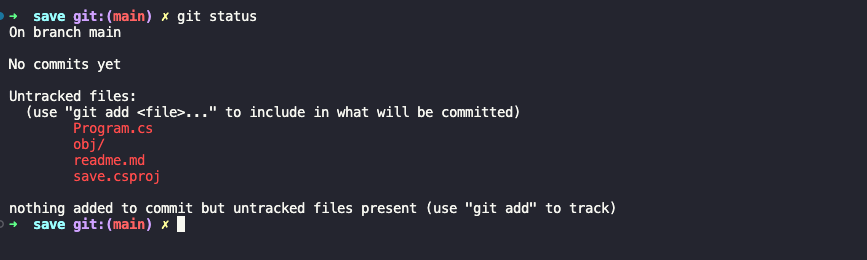 ➜  save git:(main) ✗ git status
On branch main

No commits yet

Untracked files:
  (use "git add <file>..." to include in what will be committed)
        Program.cs
        obj/
        readme.md
        save.csproj

nothing added to commit but untracked files present (use "git add" to track)
➜  save git:(main) ✗